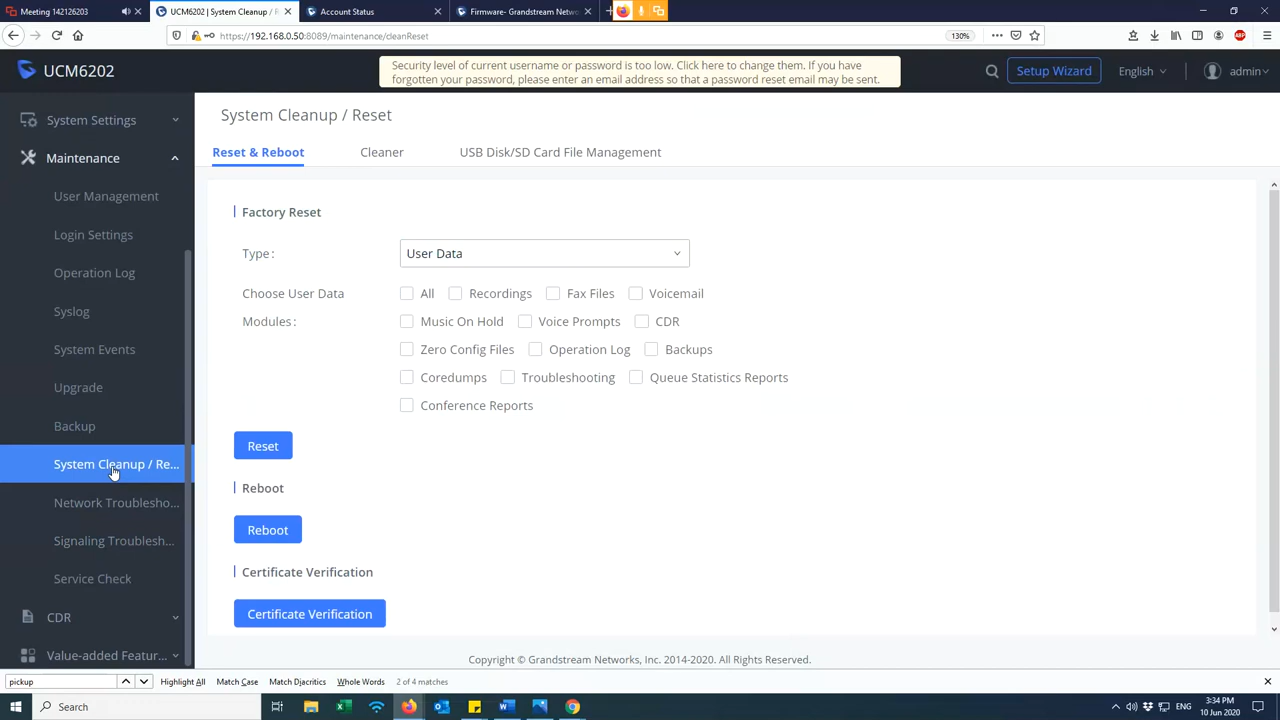 Meeting 142126203
UCM6202 | System Cleanup / R
Account Status
Firmware- Grandstream Netwo
https://192.168.0.50:8089/maintenance/cleanReset
130%
UCM6202
Security level of current username or password is too low. Click here to change them. If you have
forgotten your password, please enter an email address so that a password reset email may be sent.
Setup Wizard
English
admin
System Settings
Maintenance
User Management
Login Settings
Operation Log
Syslog
System Events
Upgrade
Backup
System Cleanup / Re...
Network Troublesho...
Signaling Troublesh...
Service Check
CDR
Value-added Featur...
System Cleanup / Reset
Reset & Reboot
Cleaner
USB Disk/SD Card File Management
Factory Reset
Type :
User Data
Choose User Data
Modules :
All
Recordings
Fax Files
Voicemail
Music On Hold
Voice Prompts
CDR
Zero Config Files
Operation Log
Backups
Coredumps
Troubleshooting
Queue Statistics Reports
Conference Reports
Reset
Reboot
Reboot
Certificate Verification
Certificate Verification
Copyright © Grandstream Networks, Inc. 2014-2020. All Rights Reserved.
pickup
Highlight All
Match Case
Match Diacritics
Whole Words
2 of 4 matches
Search
ENG
3:34 PM
10 Jun 2020